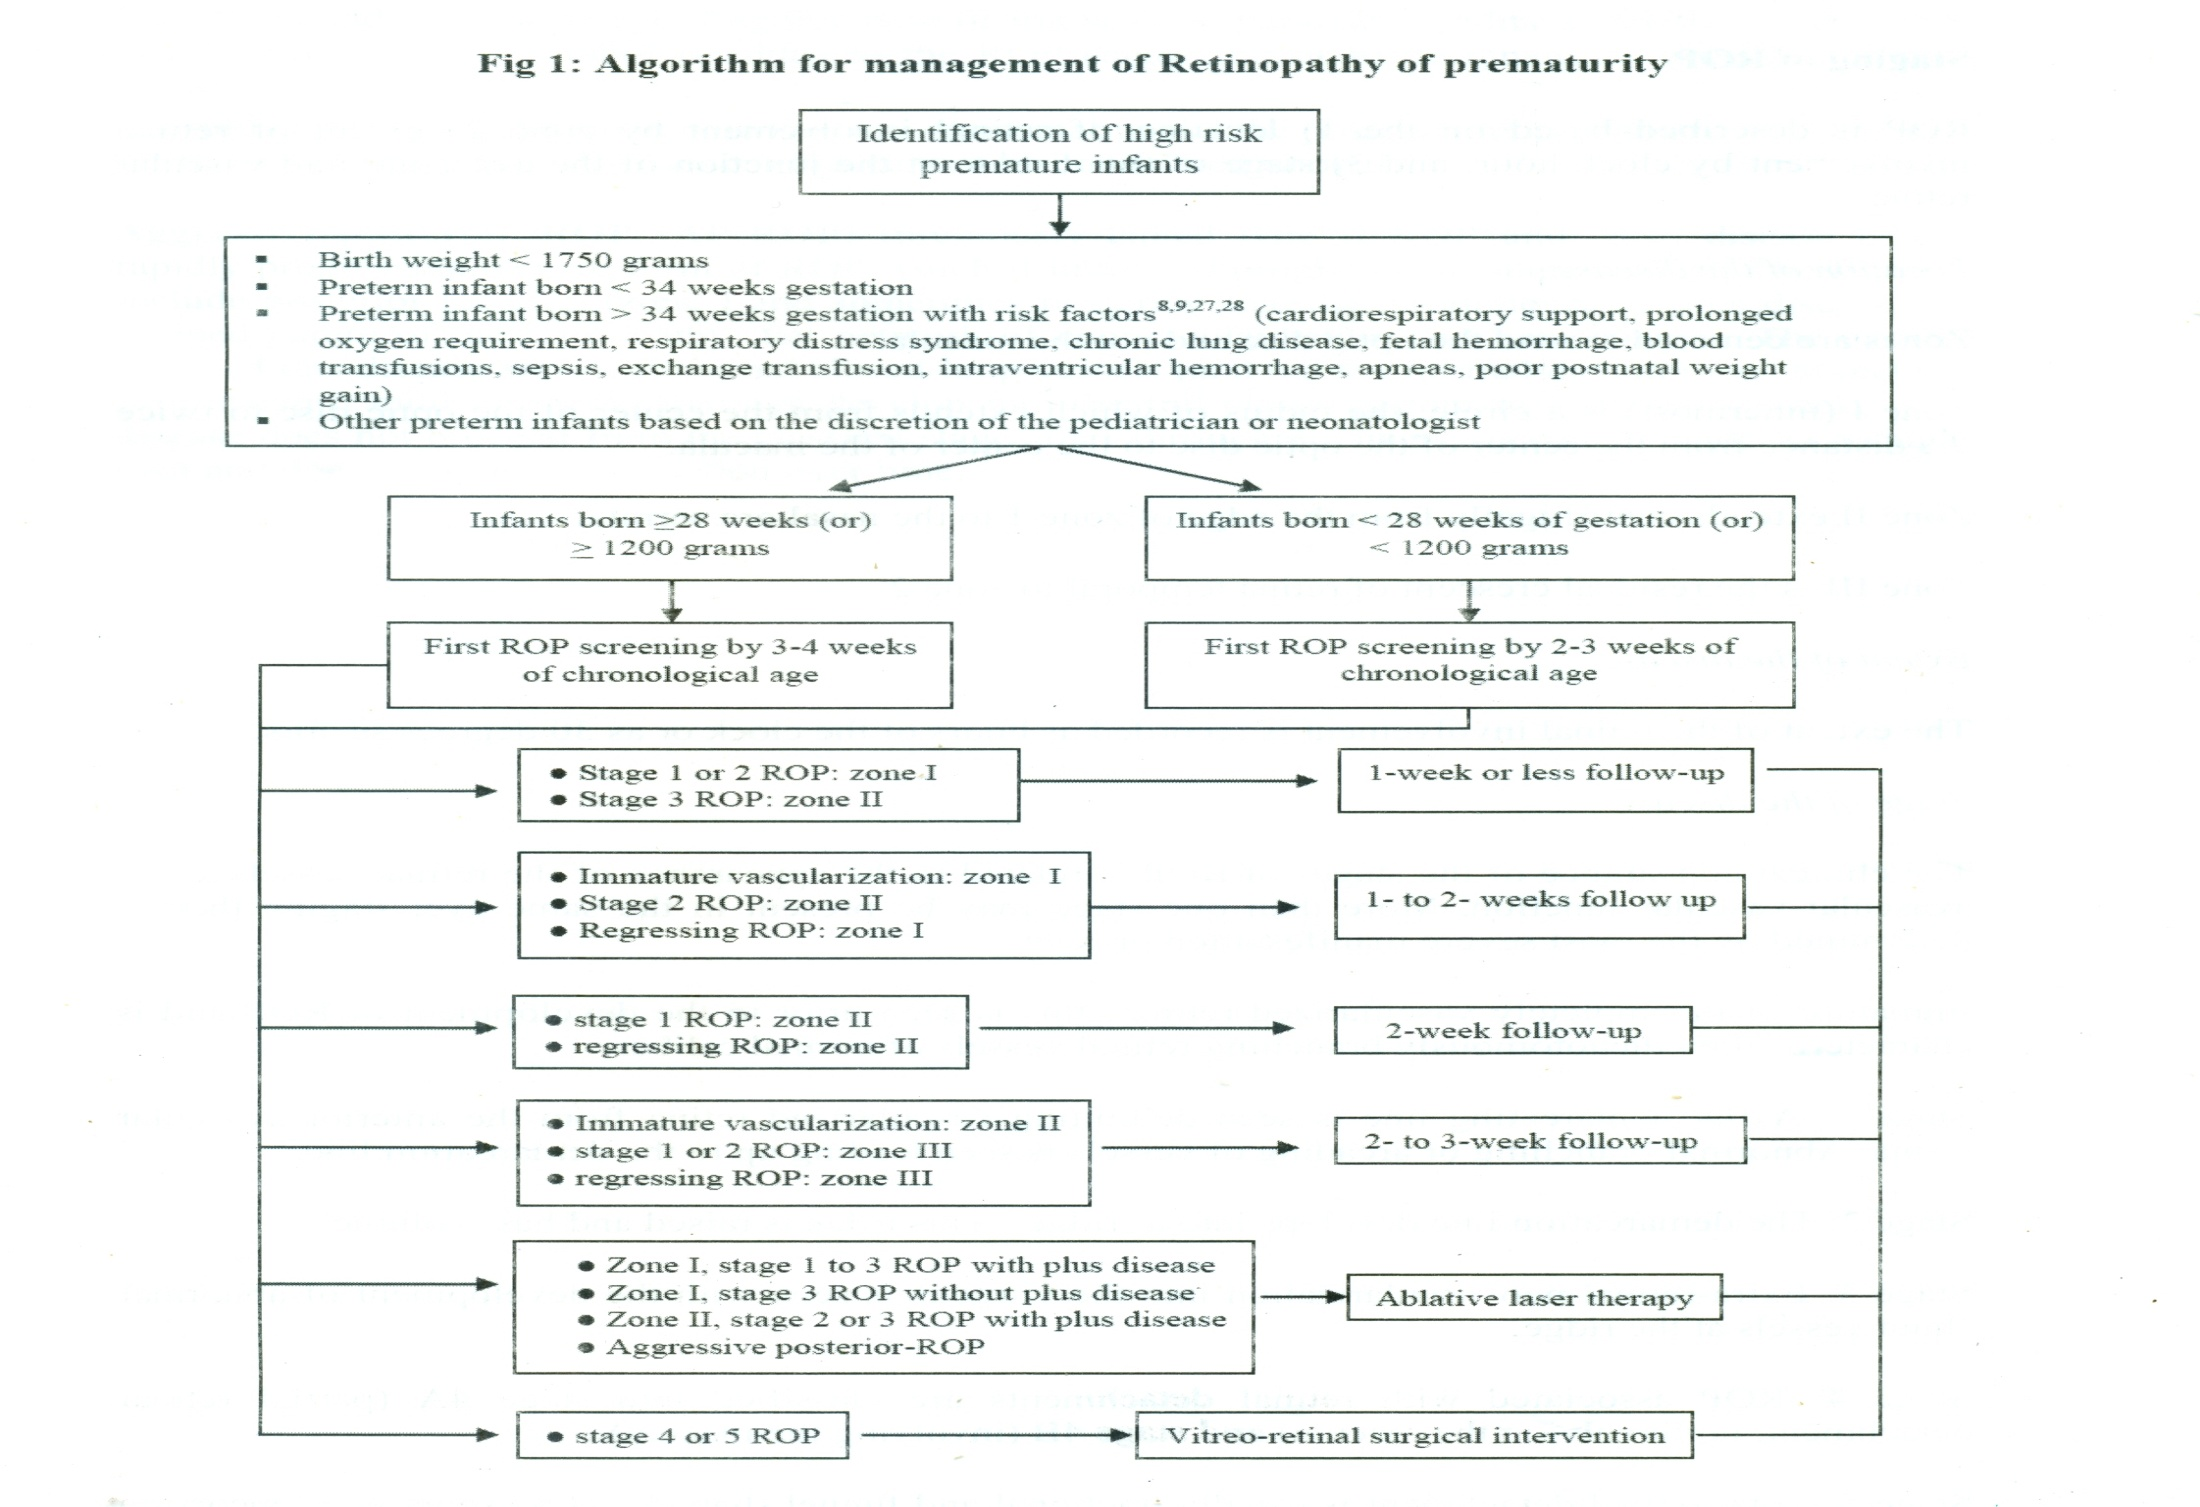 Fig 1: Algorithm for management of Retinopathy of prematurity
Identification of high risk
premature infants
▪ Birth weight < 1750 grams
▪ Preterm infant born < 34 weeks gestation
▪ Preterm infant born > 34 weeks gestation with risk factors8,9,27,28 (cardiorespiratory support, prolonged
oxygen requirement, respiratory distress syndrome, chronic lung disease, fetal hemorrhage, blood
transfusions, sepsis, exchange transfusion, intraventricular hemorrhage, apneas, poor postnatal weight
gain)
▪ Other preterm infants based on the discretion of the pediatrician or neonatologist
Infants born ≥28 weeks (or)
≥ 1200 grams
Infants born < 28 weeks of gestation (or)
< 1200 grams
First ROP screening by 3-4 weeks
of chronological age
First ROP screening by 2-3 weeks of
chronological age
● Stage 1 or 2 ROP: zone I
● Stage 3 ROP: zone II
1-week or less follow-up
● Immature vascularization: zone I
● Stage 2 ROP: zone II
● Regressing ROP: zone I
1- to 2- weeks follow up
● stage 1 ROP: zone II
● regressing ROP: zone II
2-week follow-up
● Immature vascularization: zone II
● stage 1 or 2 ROP: zone III
● regressing ROP: zone III
2- to 3-week follow-up
● Zone I, stage 1 to 3 ROP with plus disease
● Zone I, stage 3 ROP without plus disease
● Zone II, stage 2 or 3 ROP with plus disease
● Aggressive posterior-ROP
Ablative laser therapy
● stage 4 or 5 ROP
Vitreo-retinal surgical intervention